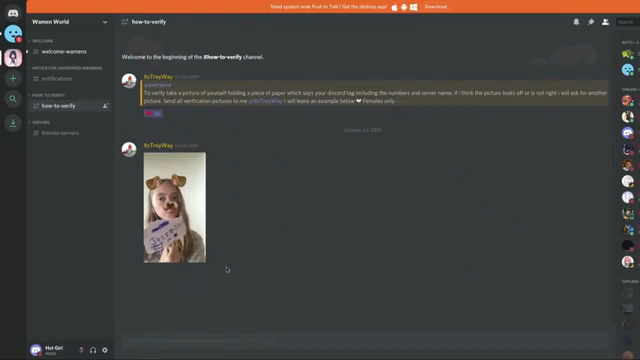 Need system-wide Push to Talk? Get the desktop app! Download
Wamen World
# how-to-verify
Search
WELCOME
# welcome-wamens
NOTICE FOR UNVERIFIED MEMBERS
# notifications
HOW TO VERIFY
# how-to-verify
SERVERS
# friends-servers
Welcome to the beginning of the #how-to-verify channel.
ItsTreyWay
@everyone
To verify take a picture of yourself holding a piece of paper which says your discord tag including the numbers and server name, if i think the picture looks off or is not right i will ask for another
picture. Send all verification pictures to me @ItsTreyWay I will leave an example below ❤ Females only
ItsTreyWay
Hot Girl